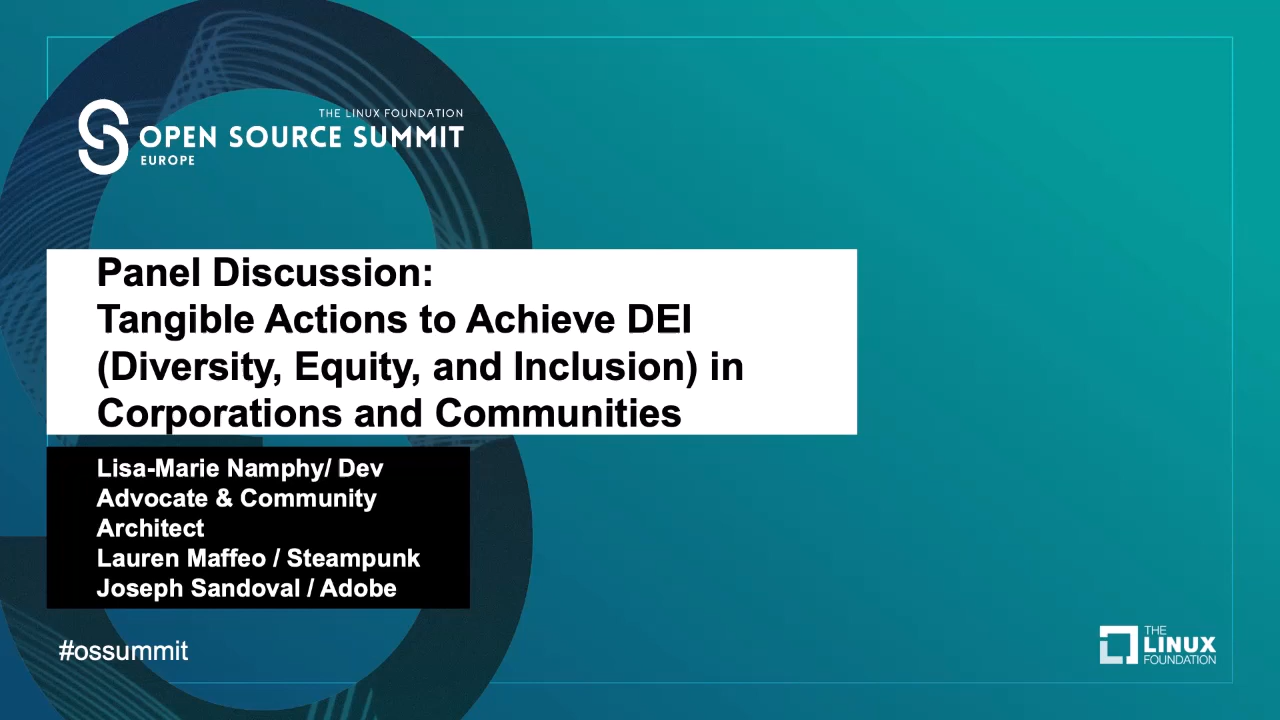 THE LINUX FOUNDATION
OPEN SOURCE SUMMIT
EUROPE
Panel Discussion:
Tangible Actions to Achieve DEI
(Diversity, Equity, and Inclusion) in
Corporations and Communities
Lisa-Marie Namphy/ Dev
Advocate & Community
Architect
Lauren Maffeo / Steampunk
Joseph Sandoval / Adobe
#ossummit
THE
LINUX
FOUNDATION